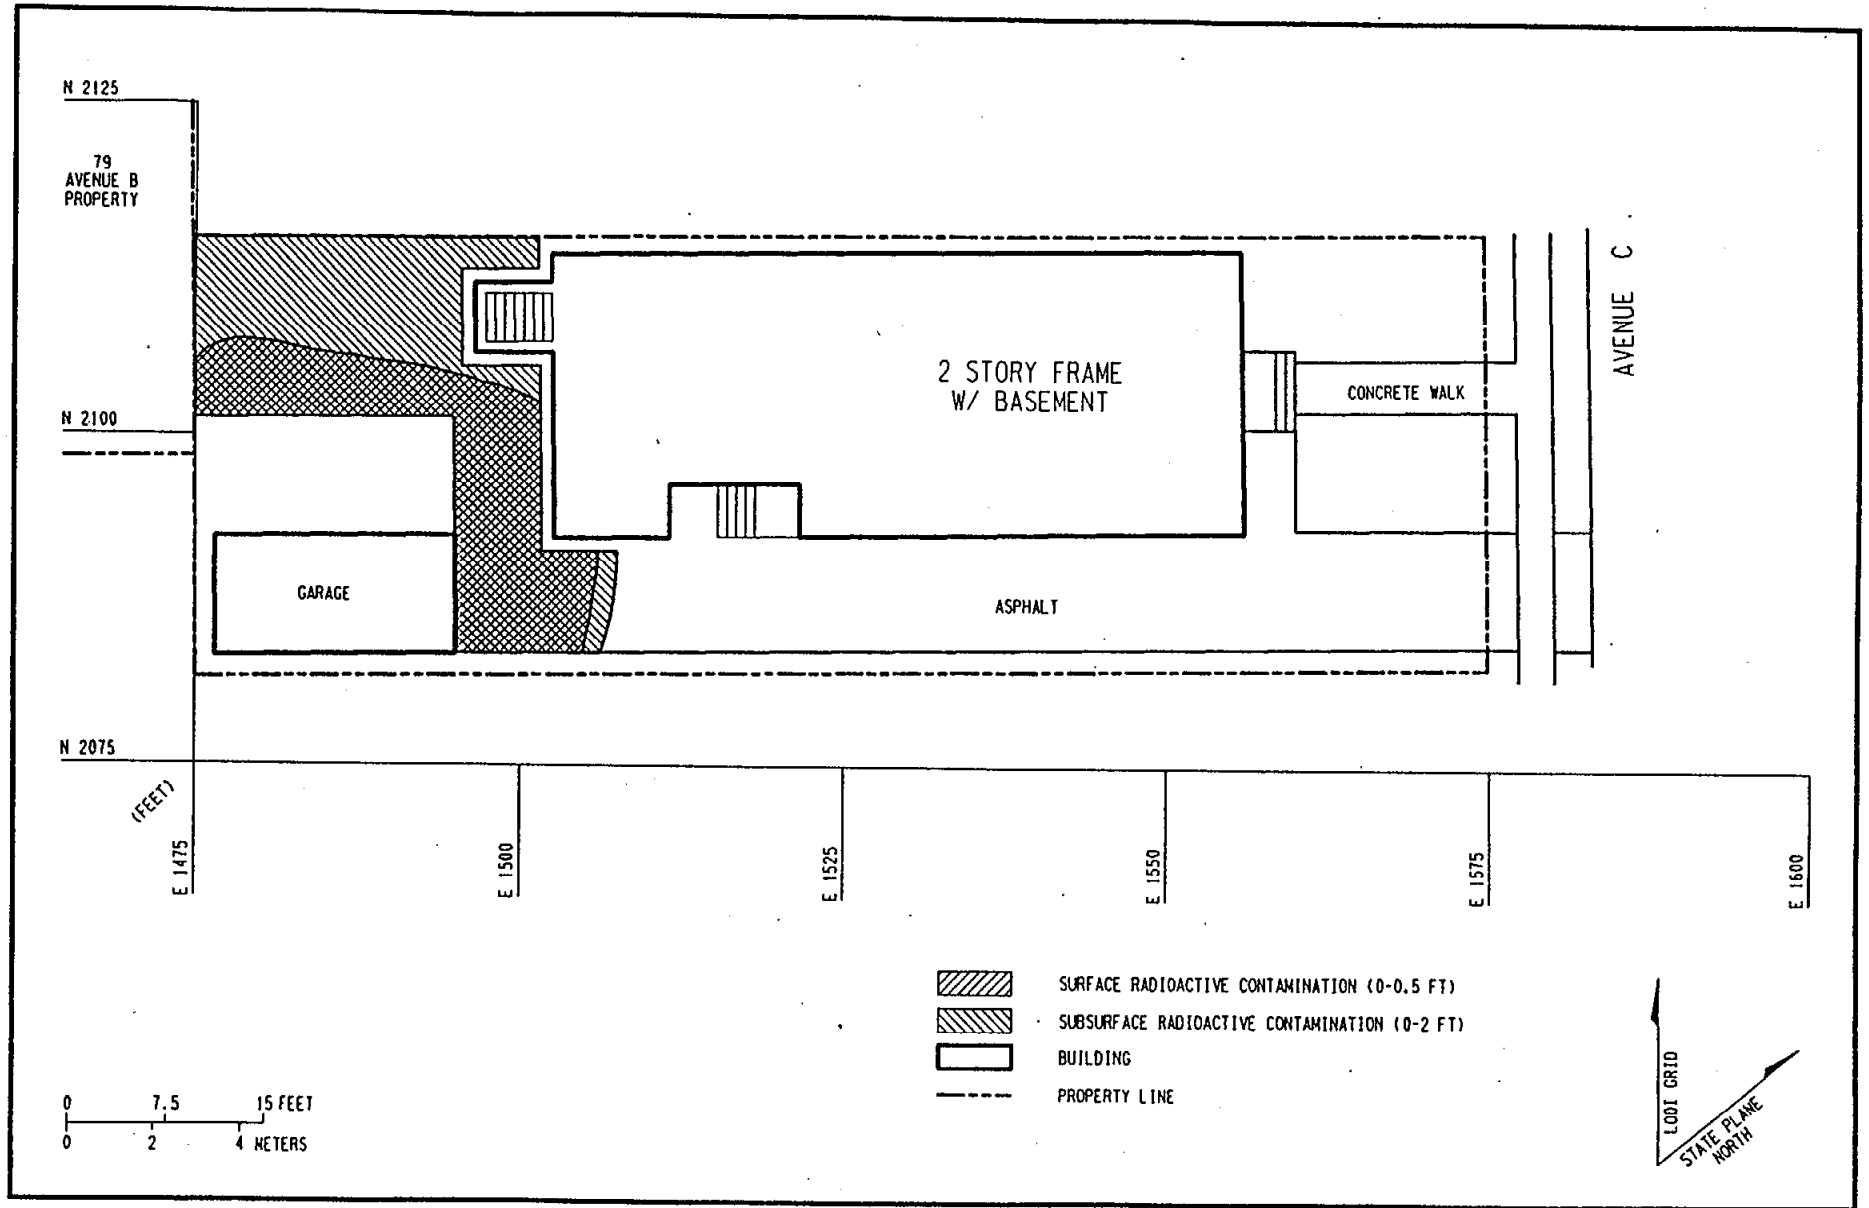 N 2125
79
AVENUE B
PROPERTY
AVENUE C
2 STORY FRAME
W/ BASEMENT
CONCRETE WALK
N 2100
GARAGE
ASPHALT
N 2075
(FEET)
E 1475
E 1500
E 1525
E 1550
E 1575
E 1600
SURFACE RADIOACTIVE CONTAMINATION (0-0.5 FT)
SUBSURFACE RADIOACTIVE CONTAMINATION (0-2 FT)
BUILDING
PROPERTY LINE
0 7.5 15 FEET
0 2 4 METERS
LODI GRID
STATE PLANE
NORTH